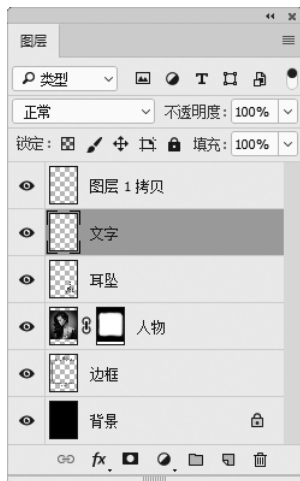 图层
类型
T
正常 不透明度: 100%
锁定: 填充: 100%
图层 1 拷贝
文字
耳坠
人物
边框
背景
fx